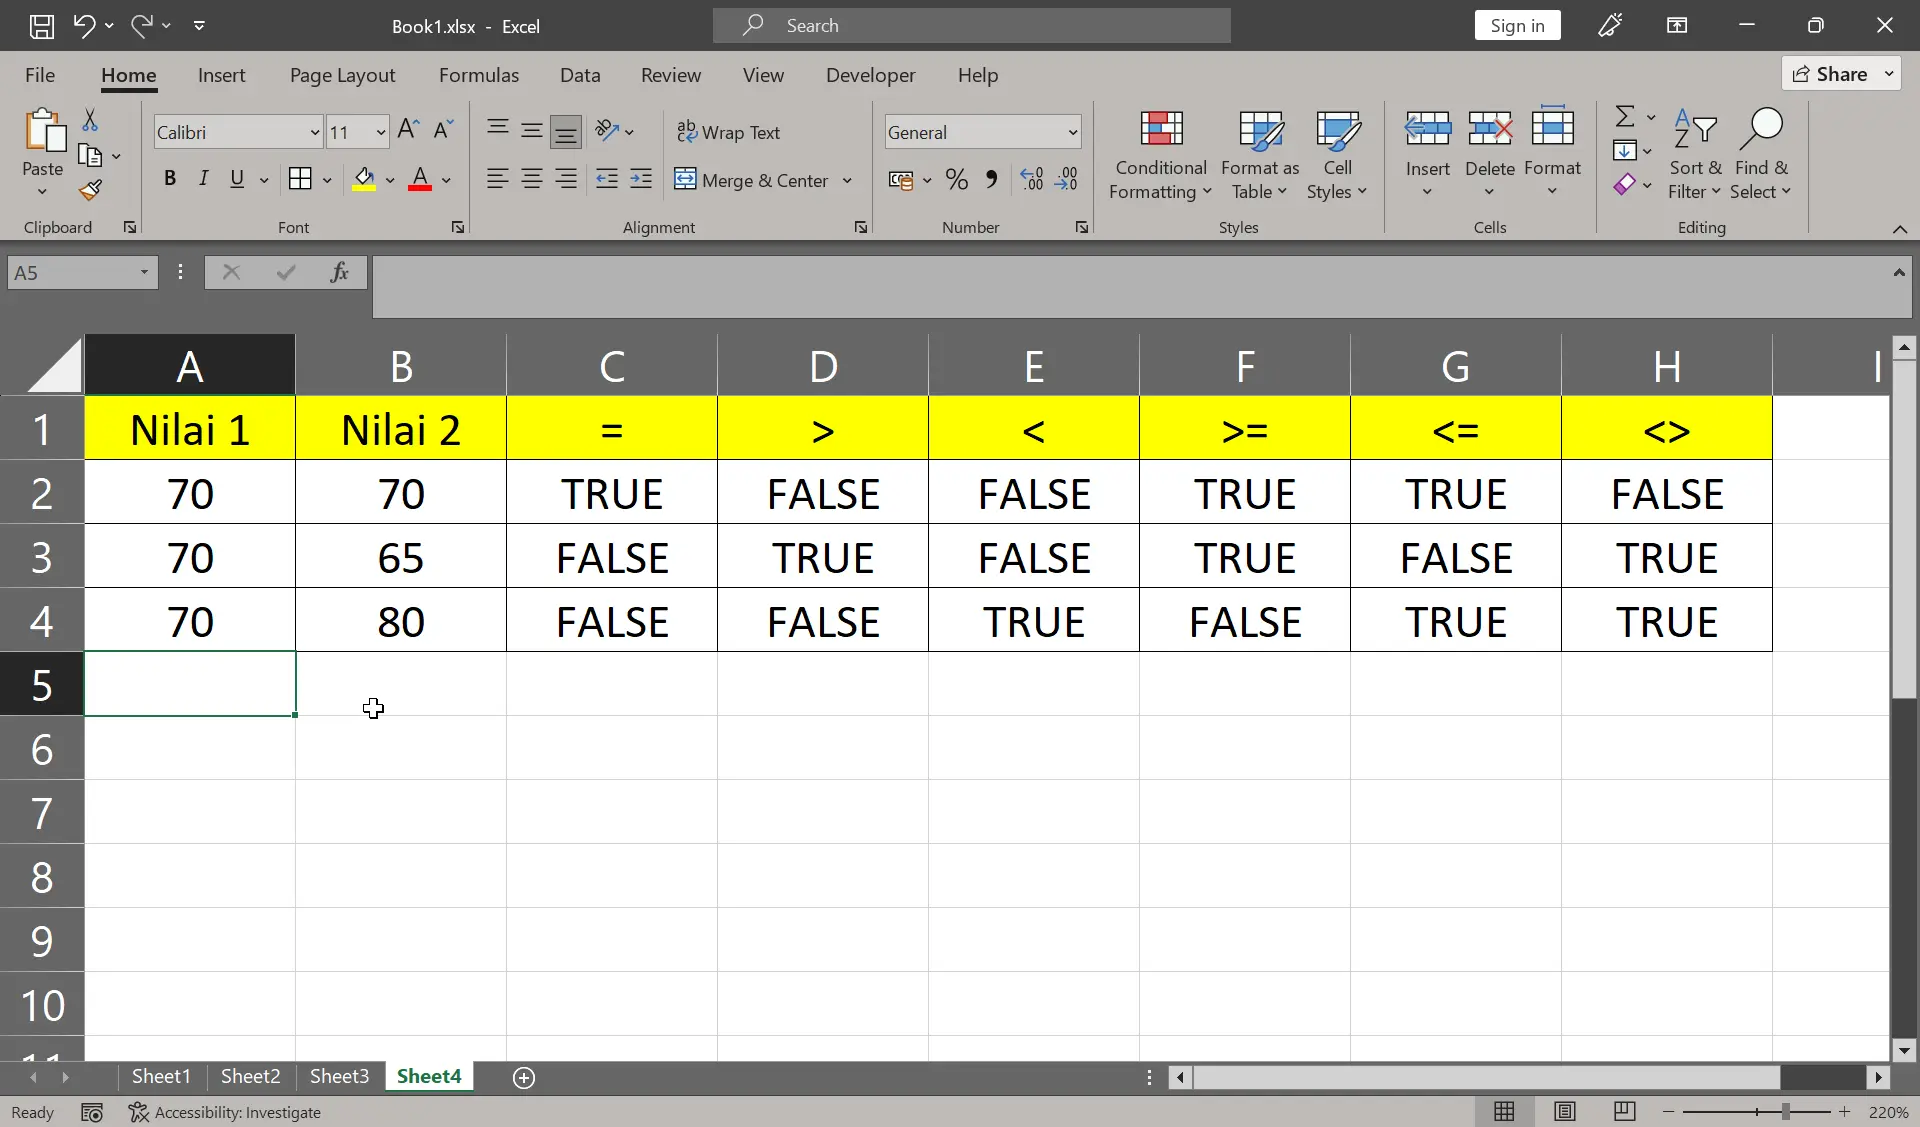 Book1.xlsx - Excel
Search
Sign in
File Home Insert Page Layout Formulas Data Review View Developer Help
Share
Paste
Calibri 11
B I U
Wrap Text
Merge & Center
General
Conditional Formatting
Format as Table
Cell Styles
Insert Delete Format
Sort & Filter
Find & Select
Clipboard Font Alignment Number Styles Cells Editing
A5 fx
A B C D E F G H I
1 Nilai 1 Nilai 2 = > < >= <= <>
2 70 70 TRUE FALSE FALSE TRUE TRUE FALSE
3 70 65 FALSE TRUE FALSE TRUE FALSE TRUE
4 70 80 FALSE FALSE TRUE FALSE TRUE TRUE
5
6
7
8
9
10
11
Sheet1 Sheet2 Sheet3 Sheet4
Ready Accessibility: Investigate 220%